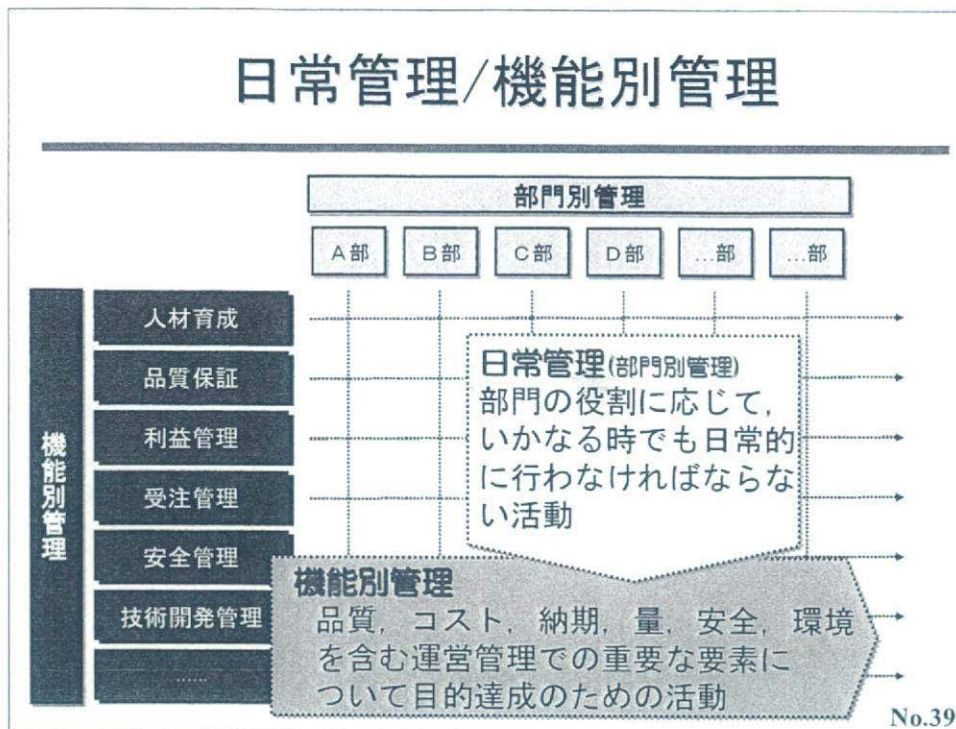 日常管理/機能別管理
部門別管理
A部
B部
C部
D部
…部
…部
機能別管理
人材育成
品質保証
利益管理
受注管理
安全管理
技術開発管理
……
日常管理(部門別管理)
部門の役割に応じて,
いかなる時でも日常的
に行わなければならな
い活動
機能別管理
品質, コスト, 納期, 量, 安全, 環境
を含む運営管理での重要な要素に
ついて目的達成のための活動
No.39